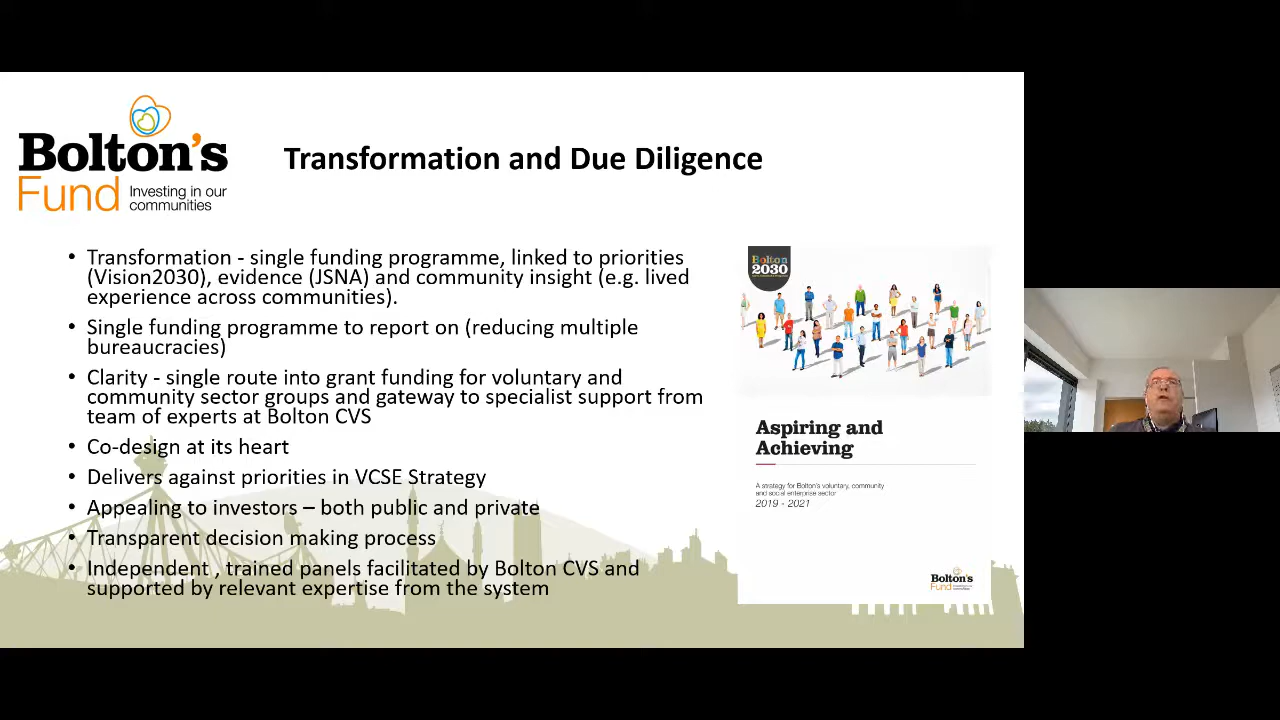 Bolton's
Fund Investing in our
communities
Transformation and Due Diligence
• Transformation - single funding programme, linked to priorities
(Vision2030), evidence (JSNA) and community insight (e.g. lived
experience across communities).
• Single funding programme to report on (reducing multiple
bureaucracies)
• Clarity - single route into grant funding for voluntary and
community sector groups and gateway to specialist support from
team of experts at Bolton CVS
• Co-design at its heart
• Delivers against priorities in VCSE Strategy
• Appealing to investors – both public and private
• Transparent decision making process
• Independent , trained panels facilitated by Bolton CVS and
supported by relevant expertise from the system
Bolton
2030
Aspiring and
Achieving
A strategy for Bolton's voluntary, community
and social enterprise sector
2019 - 2021
Bolton's
Fund